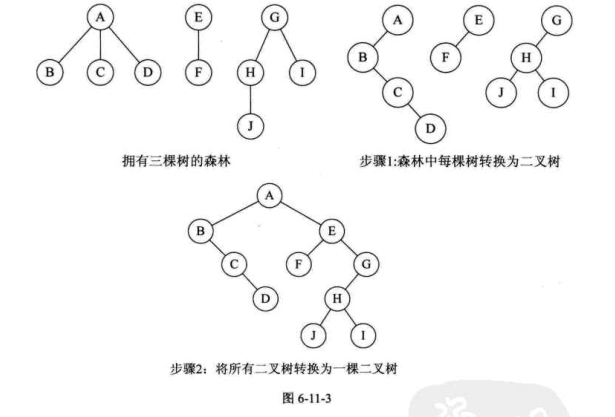 A E G A E G
B C D F H I B F H
J C J I
D
拥有三棵树的森林 步骤1:森林中每棵树转换为二叉树
A
B E
C F G
D H
J I
步骤2：将所有二叉树转换为一棵二叉树
图 6-11-3